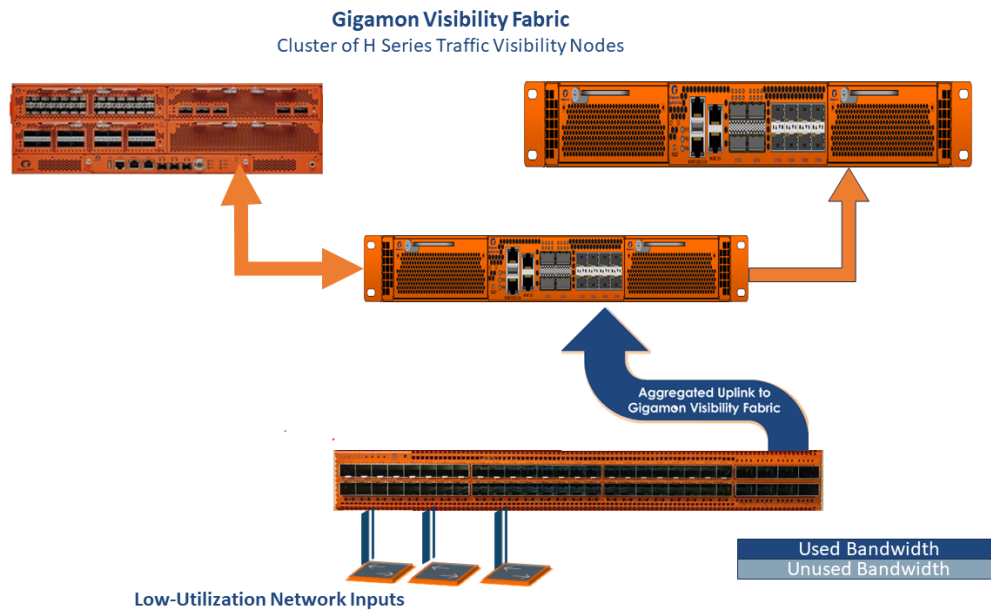 Gigamon Visibility Fabric
Cluster of H Series Traffic Visibility Nodes
Aggregated Uplink to
Gigamon Visibility Fabric
Used Bandwidth
Unused Bandwidth
Low-Utilization Network Inputs